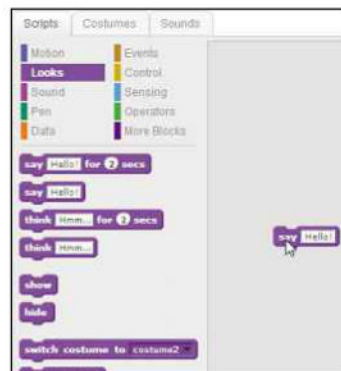 Scripts Costumes Sounds
Motion Events
Looks Control
Sound Sensing
Pen Operators
Data More Blocks
say Hello! for 2 secs
say Hello!
think Hmm... for 2 secs
think Hmm...
say Hello!
show
hide
switch costume to costume2